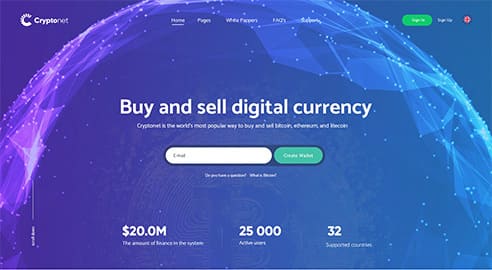 Cryptonet
Home
Pages
White Pappers
FAQ's
Support
Sign In
Sign Up
Buy and sell digital currency
Cryptonet is the world's most popular way to buy and sell bitcoin, ethereum, and litecoin
E-mail
Create Wallet
Do you have a question?
What is Bitcoin?
scroll down
$20.0M
The amount of finance in the system
25 000
Active users
32
Supported countries